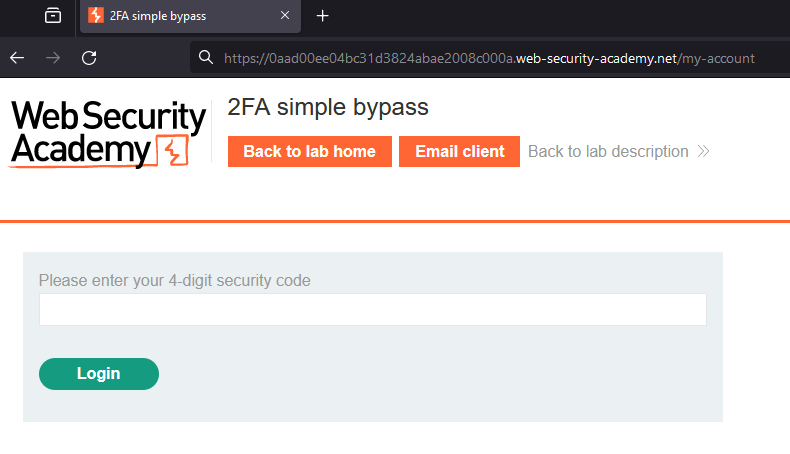 2FA simple bypass
https://0aad00ee04bc31d3824abae2008c000a.web-security-academy.net/my-account
Web Security
Academy
2FA simple bypass
Back to lab home
Email client
Back to lab description
Please enter your 4-digit security code
Login